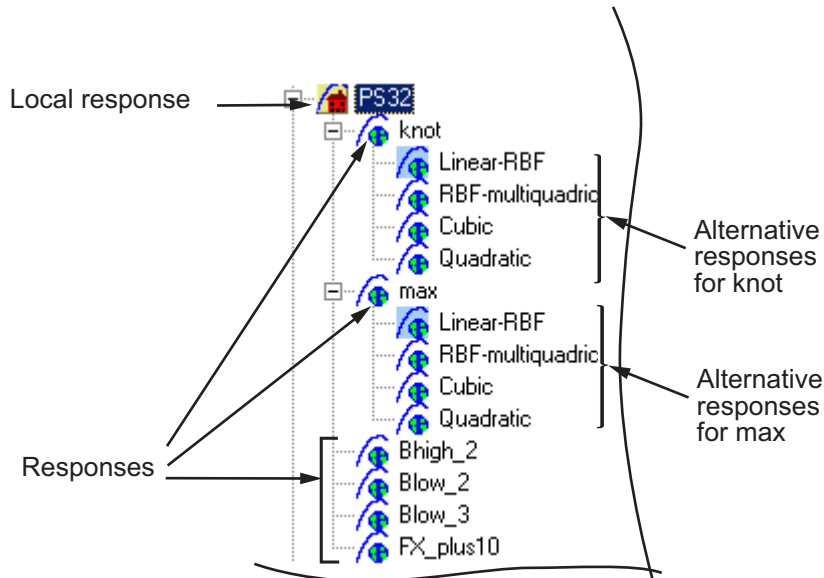 Local response
PS32
knot
Linear-RBF
RBF-multiquadric
Cubic
Quadratic
Alternative
responses
for knot
max
Linear-RBF
RBF-multiquadric
Cubic
Quadratic
Alternative
responses
for max
Responses
Bhigh_2
Blow_2
Blow_3
FX_plus10